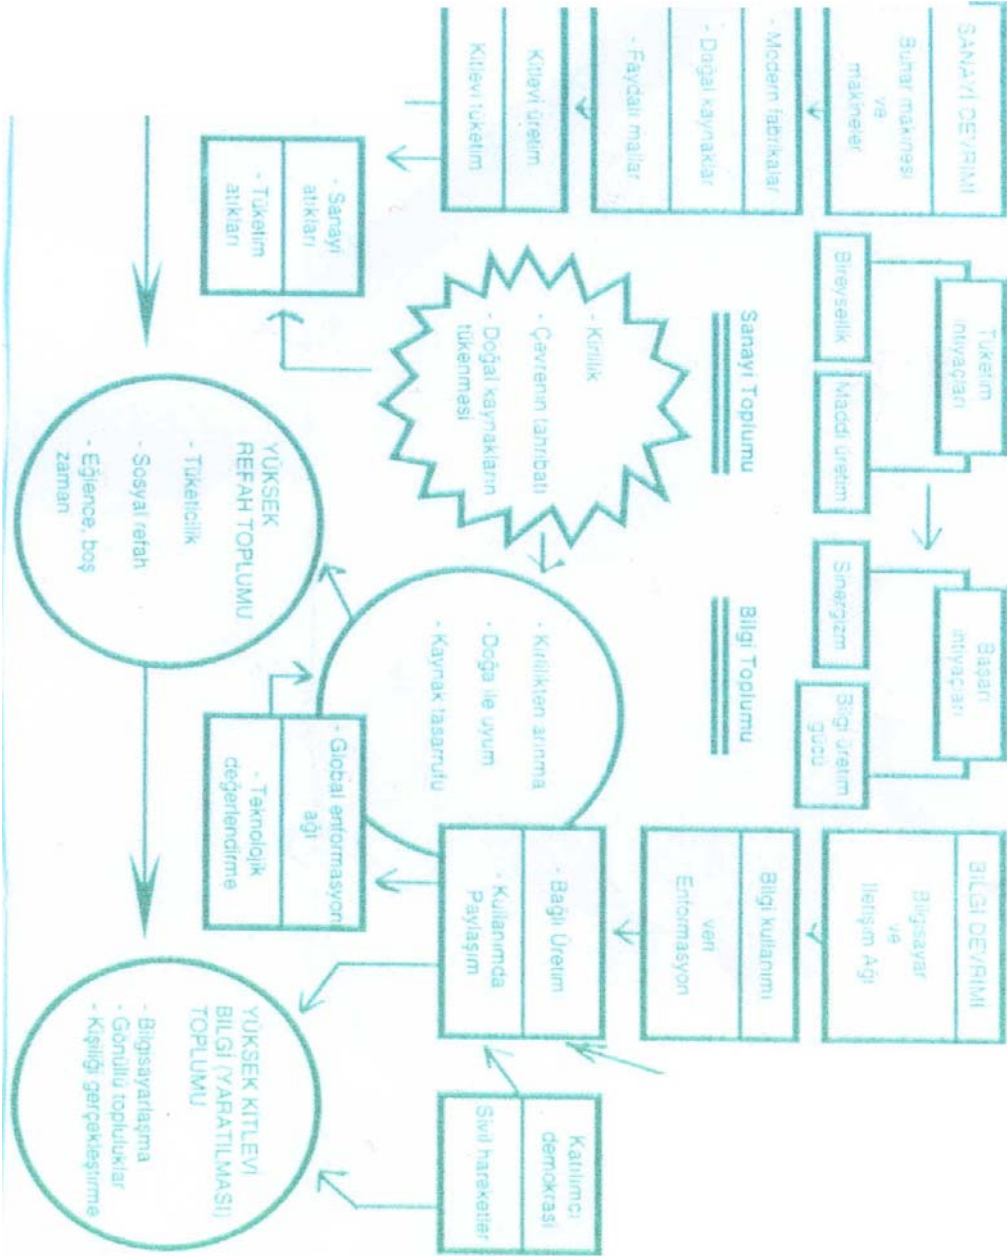 SANAYİ DEVRİMİ
Buhar makinesi
ve
makineler
- Modern fabrikalar
- Doğal kaynaklar
- Faydalı mallar
Kitlevi üretim
Kitlevi tüketim
- Sanayi
atıkları
- Tüketim
atıkları
Tüketim
ihtiyaçları
Bireysellik
Maddi üretim
Sanayi Toplumu
- Kirlilik
- Çevrenin tahribatı
- Doğal kaynakların
tükenmesi
YÜKSEK
REFAH TOPLUMU
- Tüketicilik
- Sosyal refah
- Eğlence, boş
zaman
Başarı
ihtiyaçları
Sinergizm
Bilgi üretim
gücü
Bilgi Toplumu
- Kirlilikten arınma
- Doğa ile uyum
- Kaynak tasarrufu
- Global enformasyon
ağı
- Teknolojik
değerlendirme
BİLGİ DEVRİMİ
Bilgisayar
ve
İletişim Ağı
Bilgi kullanımı
veri
Enformasyon
- Bağlı Üretim
- Kullanımda
Paylaşım
Katılımcı
demokrasi
Sivil hareketler
YÜKSEK KİTLEVİ
BİLGİ (YARATILMASI)
TOPLUMU
- Bilgisayarlaşma
- Gönüllü topluluklar
- Kişiliği gerçekleştirme